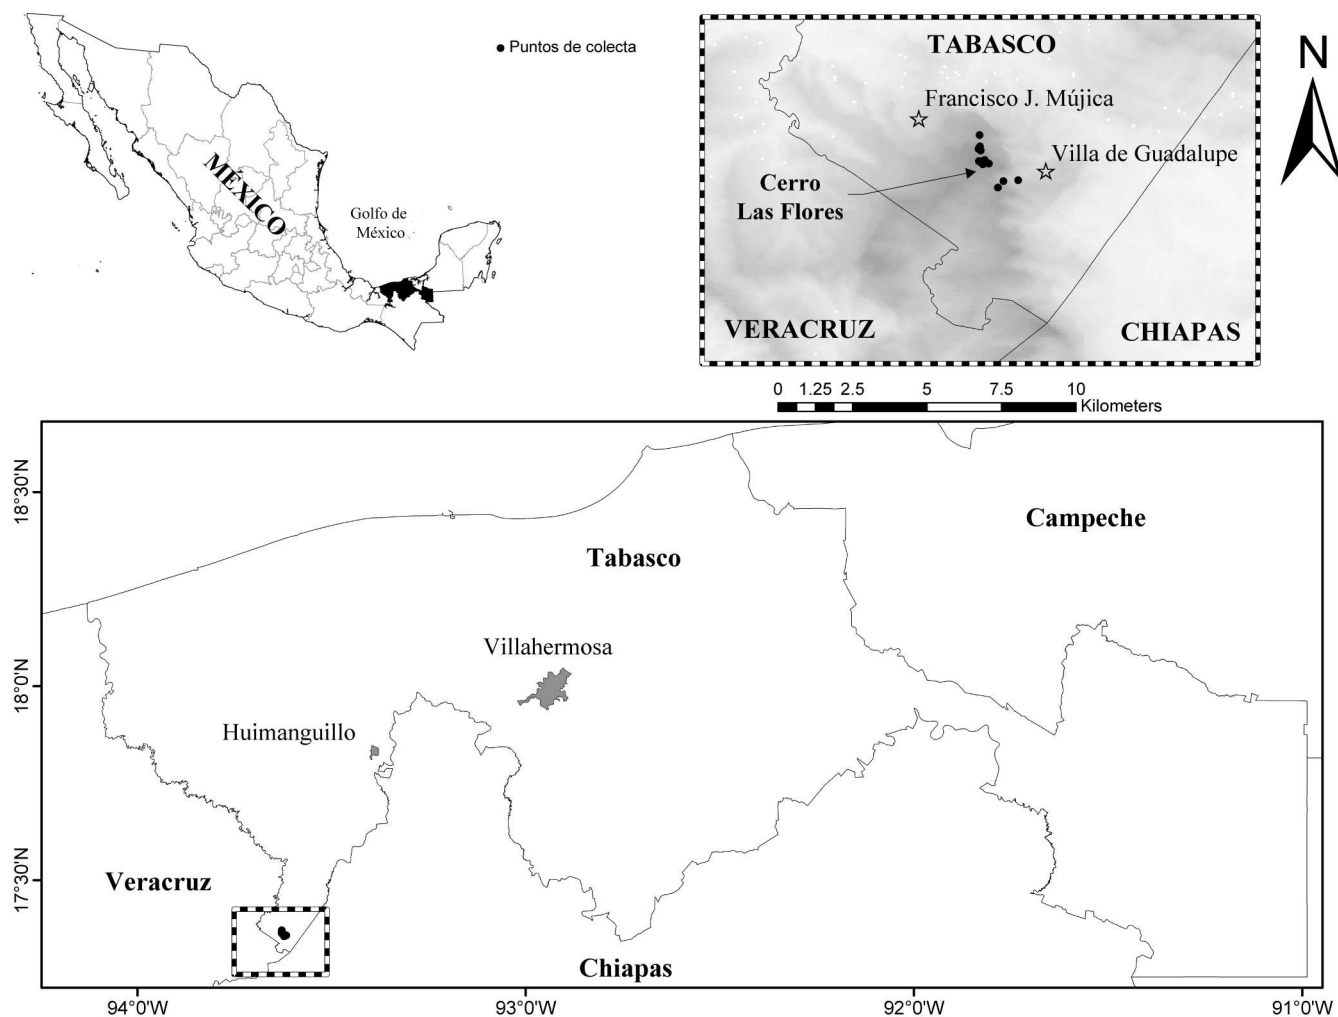 Puntos de colecta
MÉXICO
Golfo de
México
TABASCO
Francisco J. Mújica
Villa de Guadalupe
Cerro
Las Flores
VERACRUZ
CHIAPAS
N
0 1.25 2.5 5 7.5 10
Kilometers
18°30'N
18°0'N
17°30'N
Campeche
Tabasco
Villahermosa
Huimanguillo
Veracruz
Chiapas
94°0'W 93°0'W 92°0'W 91°0'W